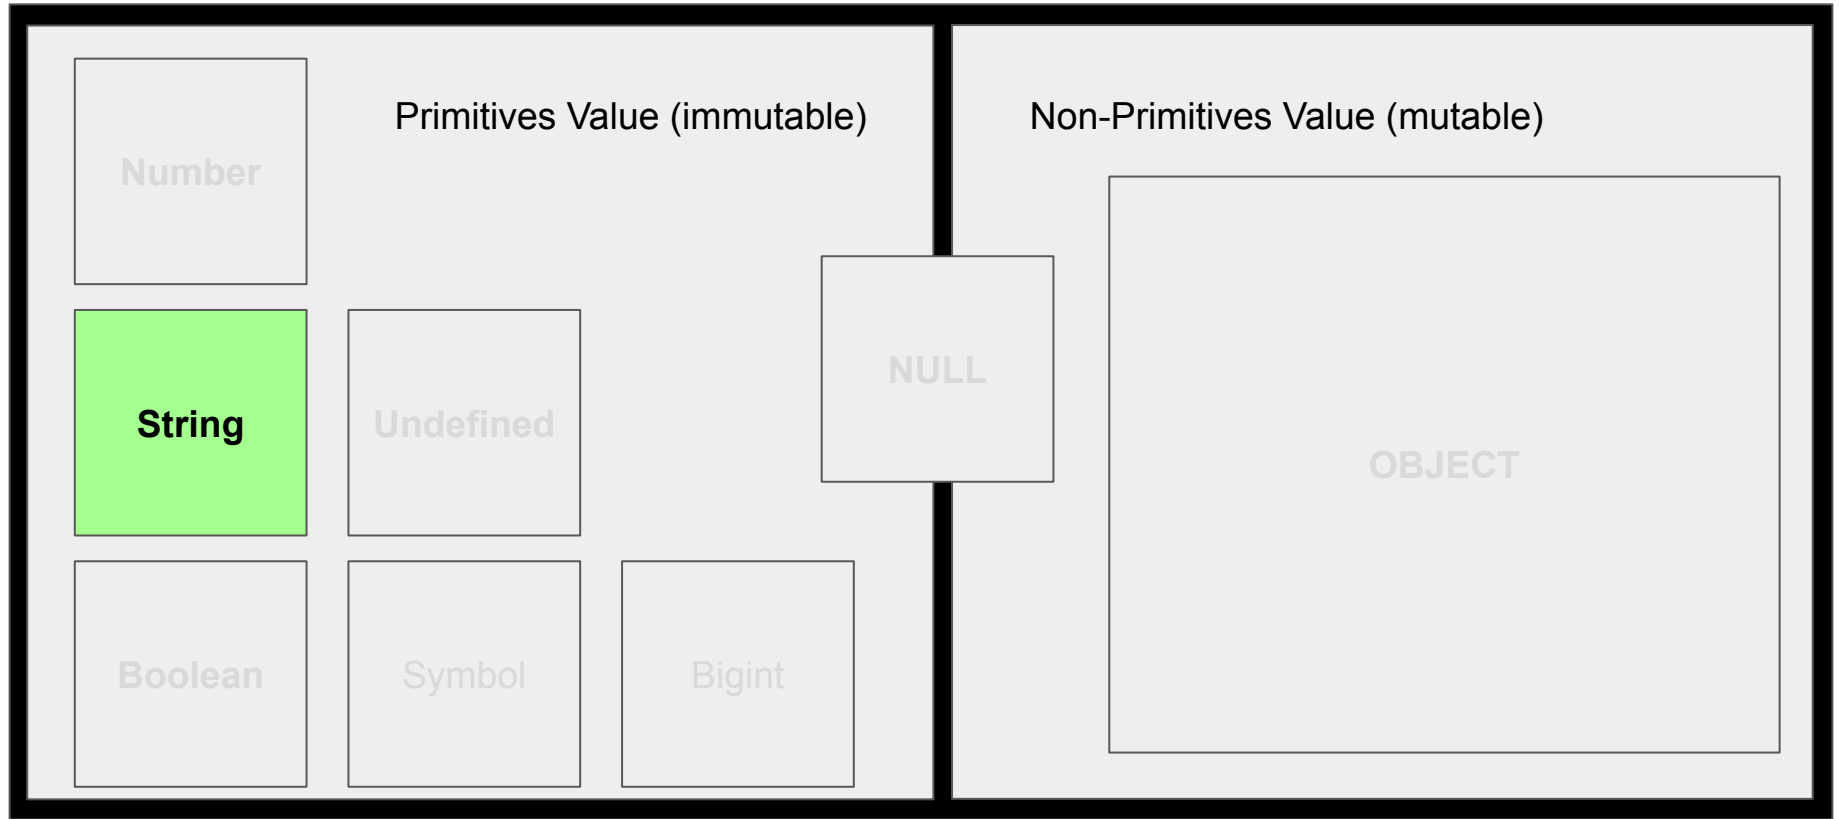 Primitives Value (immutable)
Number
String
Undefined
Boolean
Symbol
Bigint
NULL
Non-Primitives Value (mutable)
OBJECT